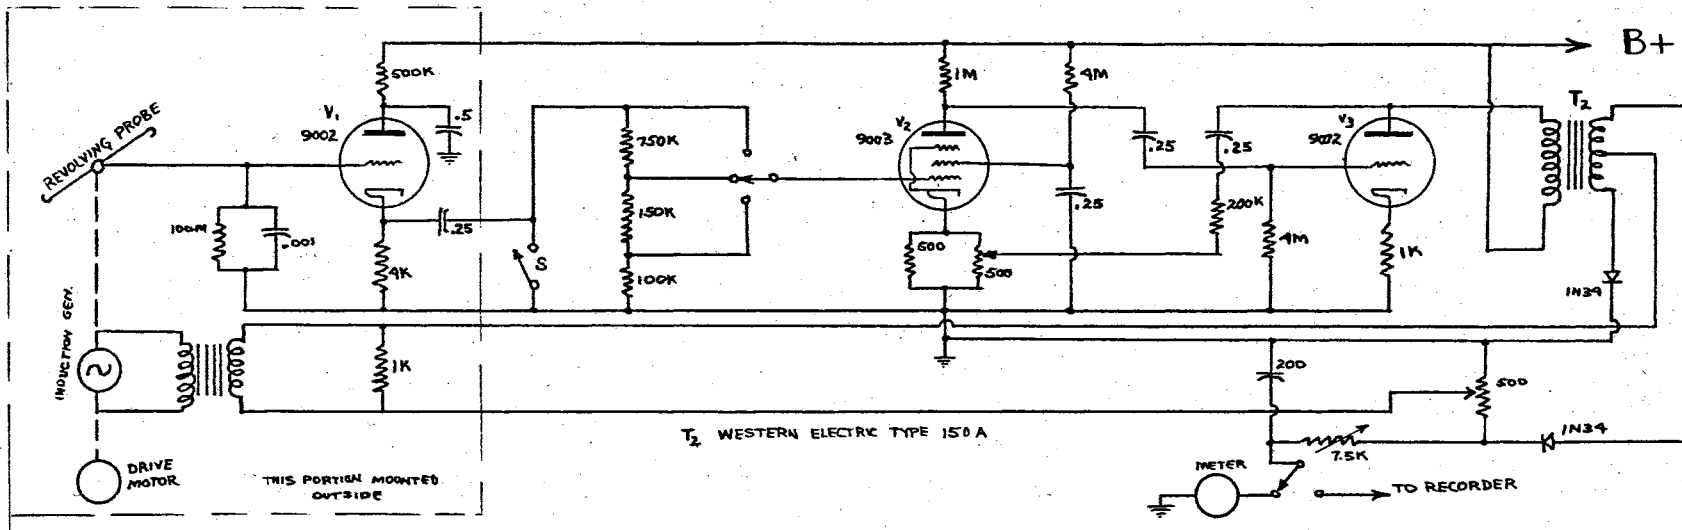 B+
500K
1M
4M
T2
REVOLVING PROBE
V1
9002
.5
750K
V2
9003
.25
.25
V3
9002
100M
.001
.25
150K
.25
200K
4K
S
100K
500
500
4M
1K
1N34
INDUCTION GEN.
1K
200
500
T2 WESTERN ELECTRIC TYPE 150A
7.5K
1N34
DRIVE
MOTOR
THIS PORTION MOUNTED
OUTSIDE
METER
TO RECORDER